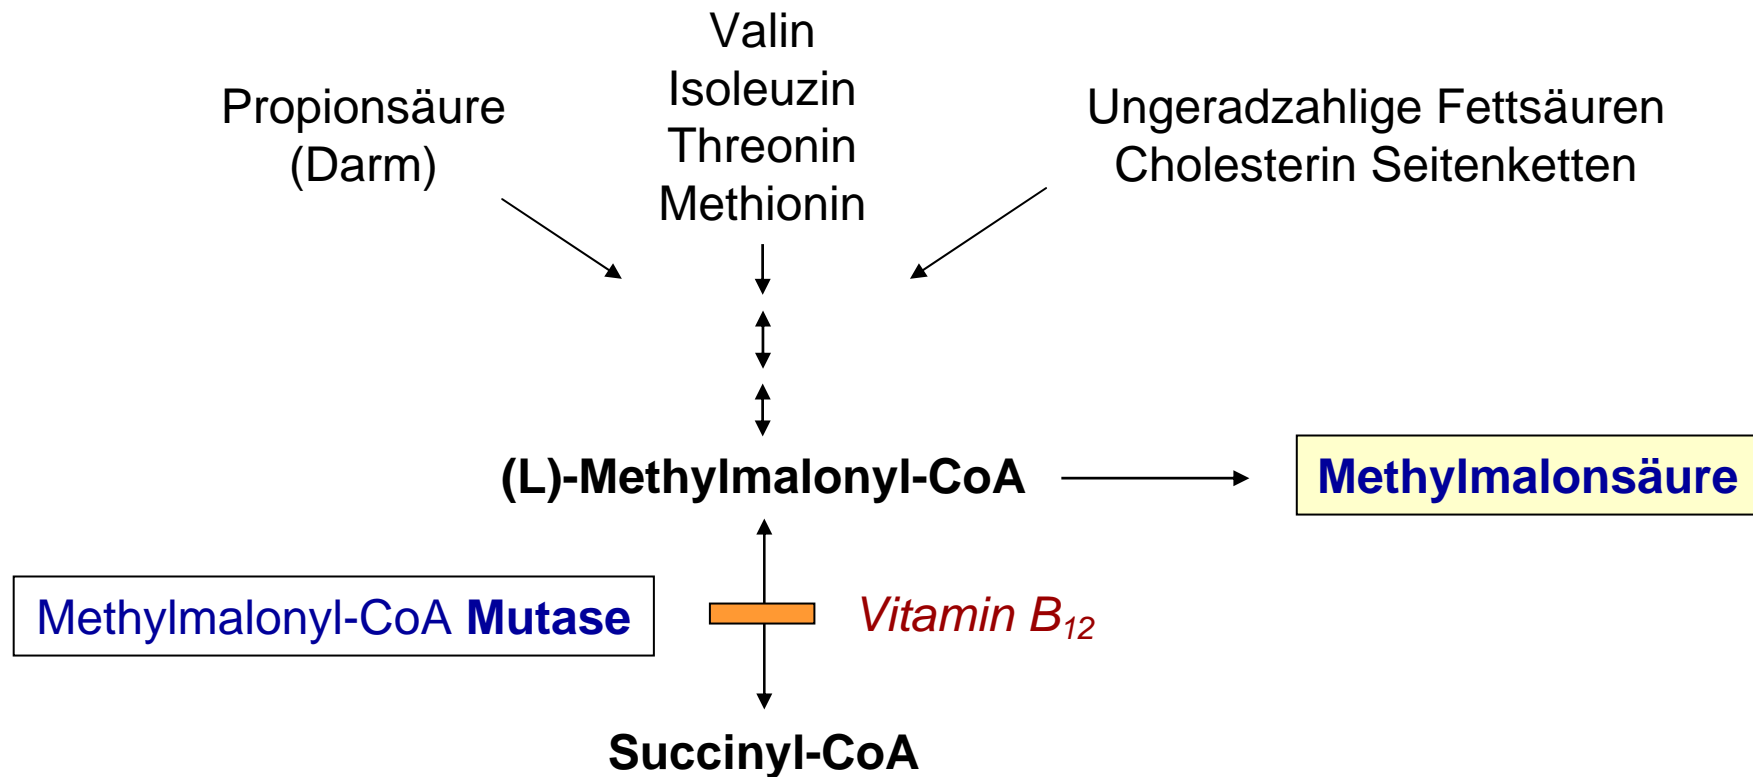 Valin
Isoleuzin
Threonin
Methionin
Propionsäure
(Darm)
Ungeradzahlige Fettsäuren
Cholesterin Seitenketten
(L)-Methylmalonyl-CoA
Methylmalonsäure
Methylmalonyl-CoA Mutase
Vitamin B12
Succinyl-CoA